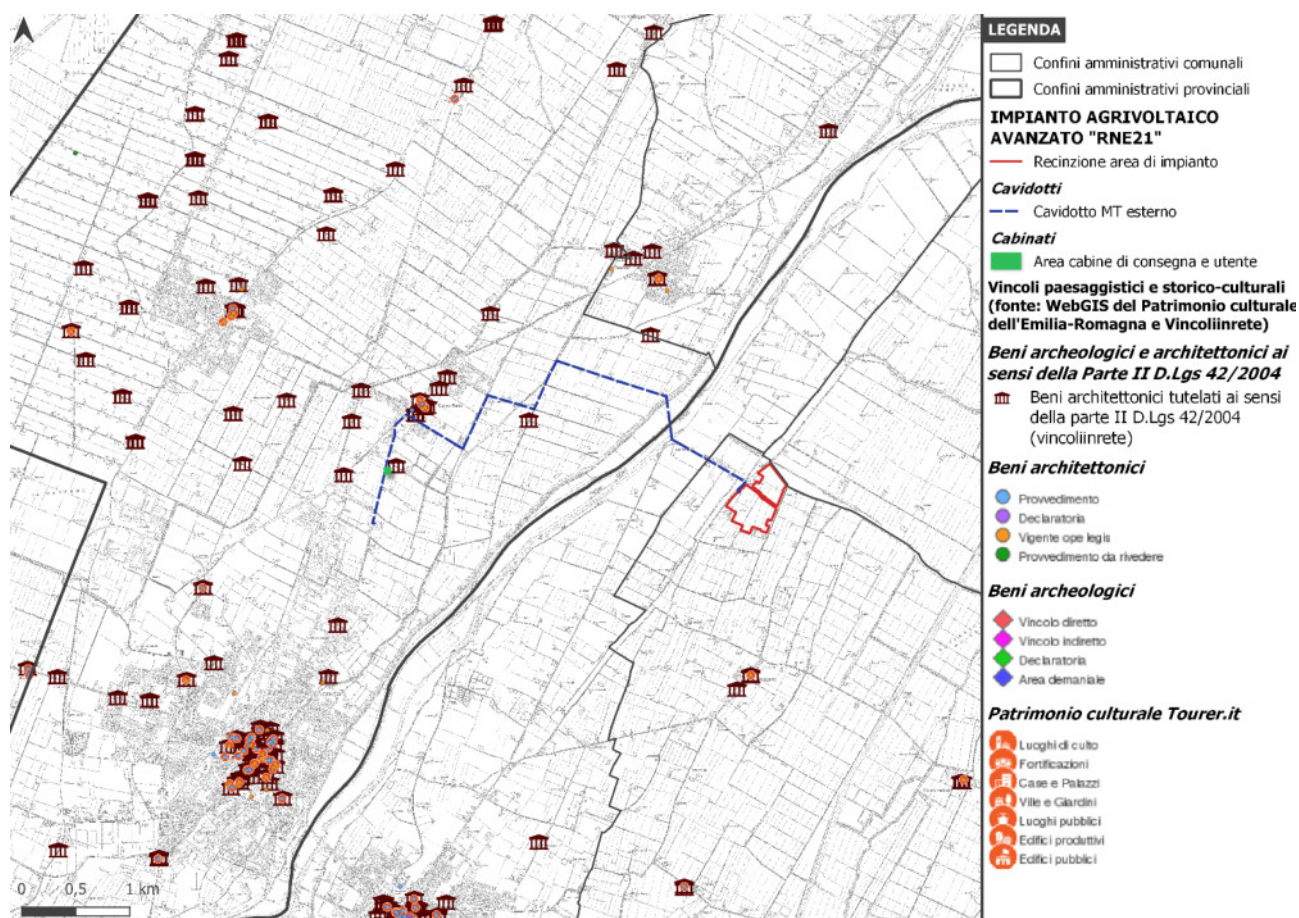 LEGENDA
Confini amministrativi comunali
Confini amministrativi provinciali
IMPIANTO AGRIVOLTAICO
AVANZATO "RNE21"
Recinzione area di impianto
Cavidotti
Cavidotto MT esterno
Cabinati
Area cabine di consegna e utente
Vincoli paesaggistici e storico-culturali
(fonte: WebGIS del Patrimonio culturale
dell'Emilia-Romagna e Vincoliinrete)
Beni archeologici e architettonici ai
sensi della Parte II D.Lgs 42/2004
Beni architettonici tutelati ai sensi
della parte II D.Lgs 42/2004
(vincoliinrete)
Beni architettonici
Provvedimento
Declaratoria
Vigente ope legis
Provvedimento da rivedere
Beni archeologici
Vincolo diretto
Vincolo indiretto
Declaratoria
Area demaniale
Patrimonio culturale Tourer.it
Luoghi di culto
Fortificazioni
Case e Palazzi
Ville e Giardini
Luoghi pubblici
Edifici produttivi
Edifici pubblici
0 0,5 1 km